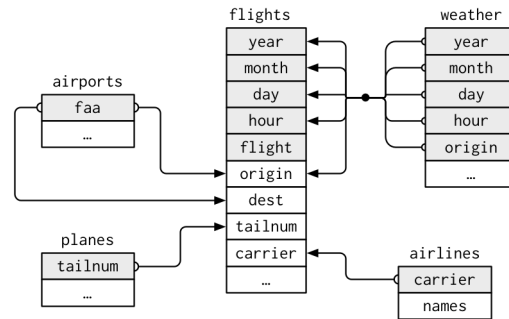 flights
year
month
day
hour
flight
origin
dest
tailnum
carrier
…
weather
year
month
day
hour
origin
…
airports
faa
…
planes
tailnum
…
airlines
carrier
names